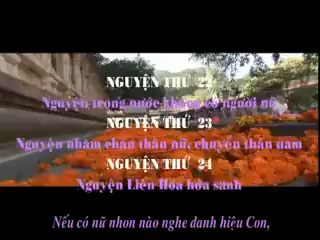 NGUYỆN THỨ 22
Nguyện trong nước không có người nữ
NGUYỆN THỨ 23
Nguyện nhàm chán thân nữ, chuyển thân nam
NGUYỆN THỨ 24
Nguyện Liên Hoa hóa sanh
Nếu có nữ nhơn nào nghe danh hiệu Con,